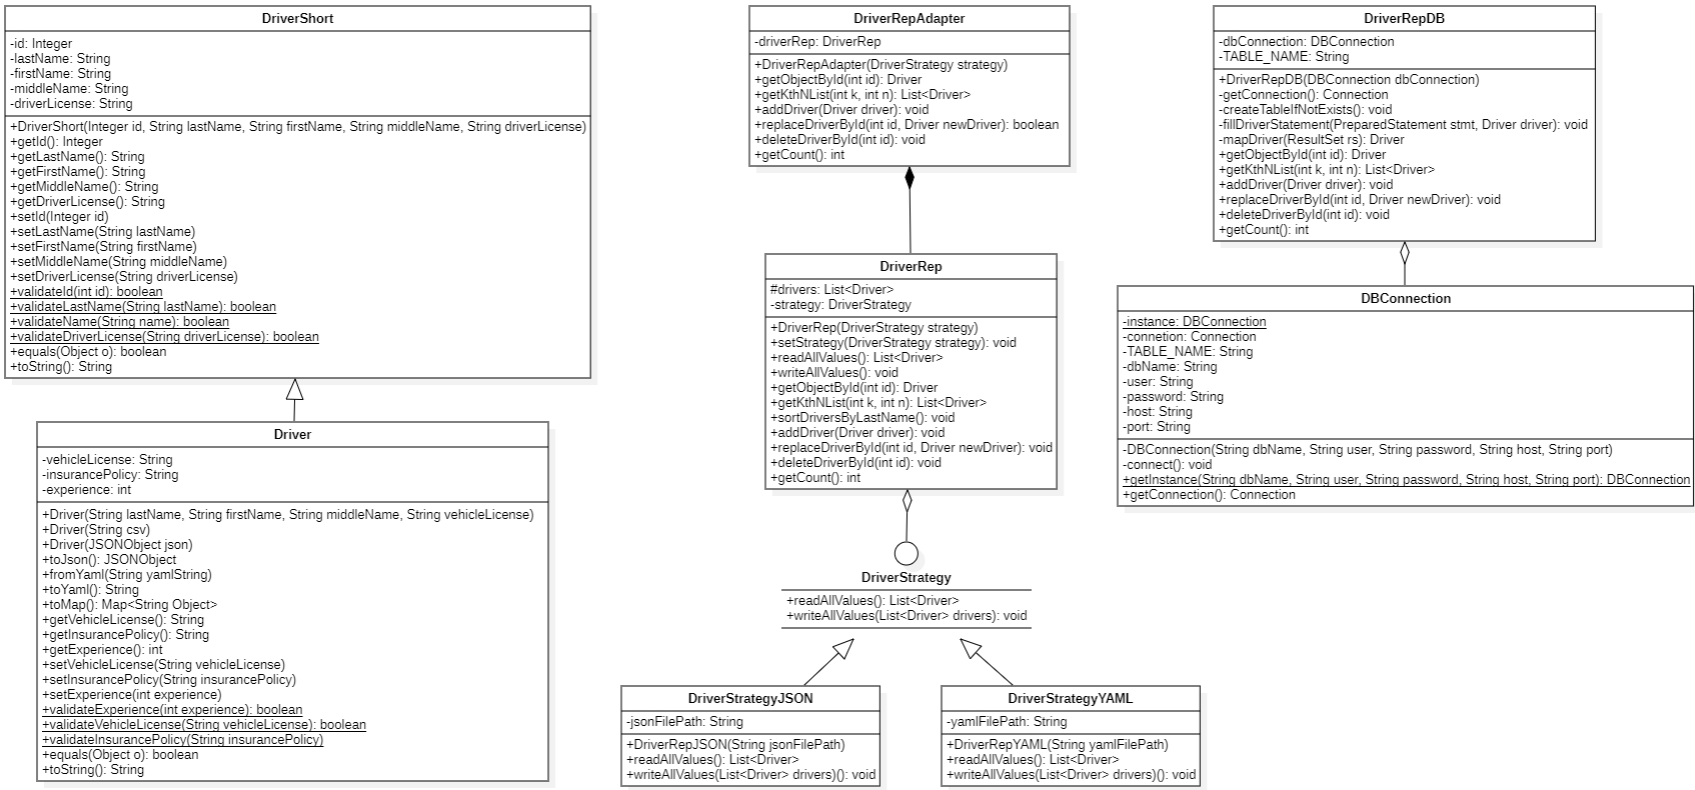 DriverShort
-id: Integer
-lastName: String
-firstName: String
-middleName: String
-driverLicense: String
+DriverShort(Integer id, String lastName, String firstName, String middleName, String driverLicense)
+getId(): Integer
+getLastName(): String
+getFirstName(): String
+getMiddleName(): String
+getDriverLicense(): String
+setId(Integer id)
+setLastName(String lastName)
+setFirstName(String firstName)
+setMiddleName(String middleName)
+setDriverLicense(String driverLicense)
+validateId(int id): boolean
+validateLastName(String lastName): boolean
+validateName(String name): boolean
+validateDriverLicense(String driverLicense): boolean
+equals(Object o): boolean
+toString(): String
Driver
-vehicleLicense: String
-insurancePolicy: String
-experience: int
+Driver(String lastName, String firstName, String middleName, String vehicleLicense)
+Driver(String csv)
+Driver(JSONObject json)
+toJson(): JSONObject
+fromYaml(String yamlString)
+toYaml(): String
+toMap(): Map<String Object>
+getVehicleLicense(): String
+getInsurancePolicy(): String
+getExperience(): int
+setVehicleLicense(String vehicleLicense)
+setInsurancePolicy(String insurancePolicy)
+setExperience(int experience)
+validateExperience(int experience): boolean
+validateVehicleLicense(String vehicleLicense): boolean
+validateInsurancePolicy(String insurancePolicy)
+equals(Object o): boolean
+toString(): String
DriverRepAdapter
-driverRep: DriverRep
+DriverRepAdapter(DriverStrategy strategy)
+getObjectById(int id): Driver
+getKthNList(int k, int n): List<Driver>
+addDriver(Driver driver): void
+replaceDriverById(int id, Driver newDriver): boolean
+deleteDriverById(int id): void
+getCount(): int
DriverRep
#drivers: List<Driver>
-strategy: DriverStrategy
+DriverRep(DriverStrategy strategy)
+setStrategy(DriverStrategy strategy): void
+readAllValues(): List<Driver>
+writeAllValues(): void
+getObjectById(int id): Driver
+getKthNList(int k, int n): List<Driver>
+sortDriversByLastName(): void
+addDriver(Driver driver): void
+replaceDriverById(int id, Driver newDriver): void
+deleteDriverById(int id): void
+getCount(): int
DriverStrategy
+readAllValues(): List<Driver>
+writeAllValues(List<Driver> drivers): void
DriverStrategyJSON
-jsonFilePath: String
+DriverRepJSON(String jsonFilePath)
+readAllValues(): List<Driver>
+writeAllValues(List<Driver> drivers)(): void
DriverStrategyYAML
-yamlFilePath: String
+DriverRepYAML(String yamlFilePath)
+readAllValues(): List<Driver>
+writeAllValues(List<Driver> drivers)(): void
DriverRepDB
-dbConnection: DBConnection
-TABLE_NAME: String
+DriverRepDB(DBConnection dbConnection)
-getConnection(): Connection
-createTableIfNotExists(): void
-fillDriverStatement(PreparedStatement stmt, Driver driver): void
-mapDriver(ResultSet rs): Driver
+getObjectById(int id): Driver
+getKthNList(int k, int n): List<Driver>
+addDriver(Driver driver): void
+replaceDriverById(int id, Driver newDriver): void
+deleteDriverById(int id): void
+getCount(): int
DBConnection
-instance: DBConnection
-connetion: Connection
-TABLE_NAME: String
-dbName: String
-user: String
-password: String
-host: String
-port: String
-DBConnection(String dbName, String user, String password, String host, String port)
-connect(): void
+getInstance(String dbName, String user, String password, String host, String port): DBConnection
+getConnection(): Connection